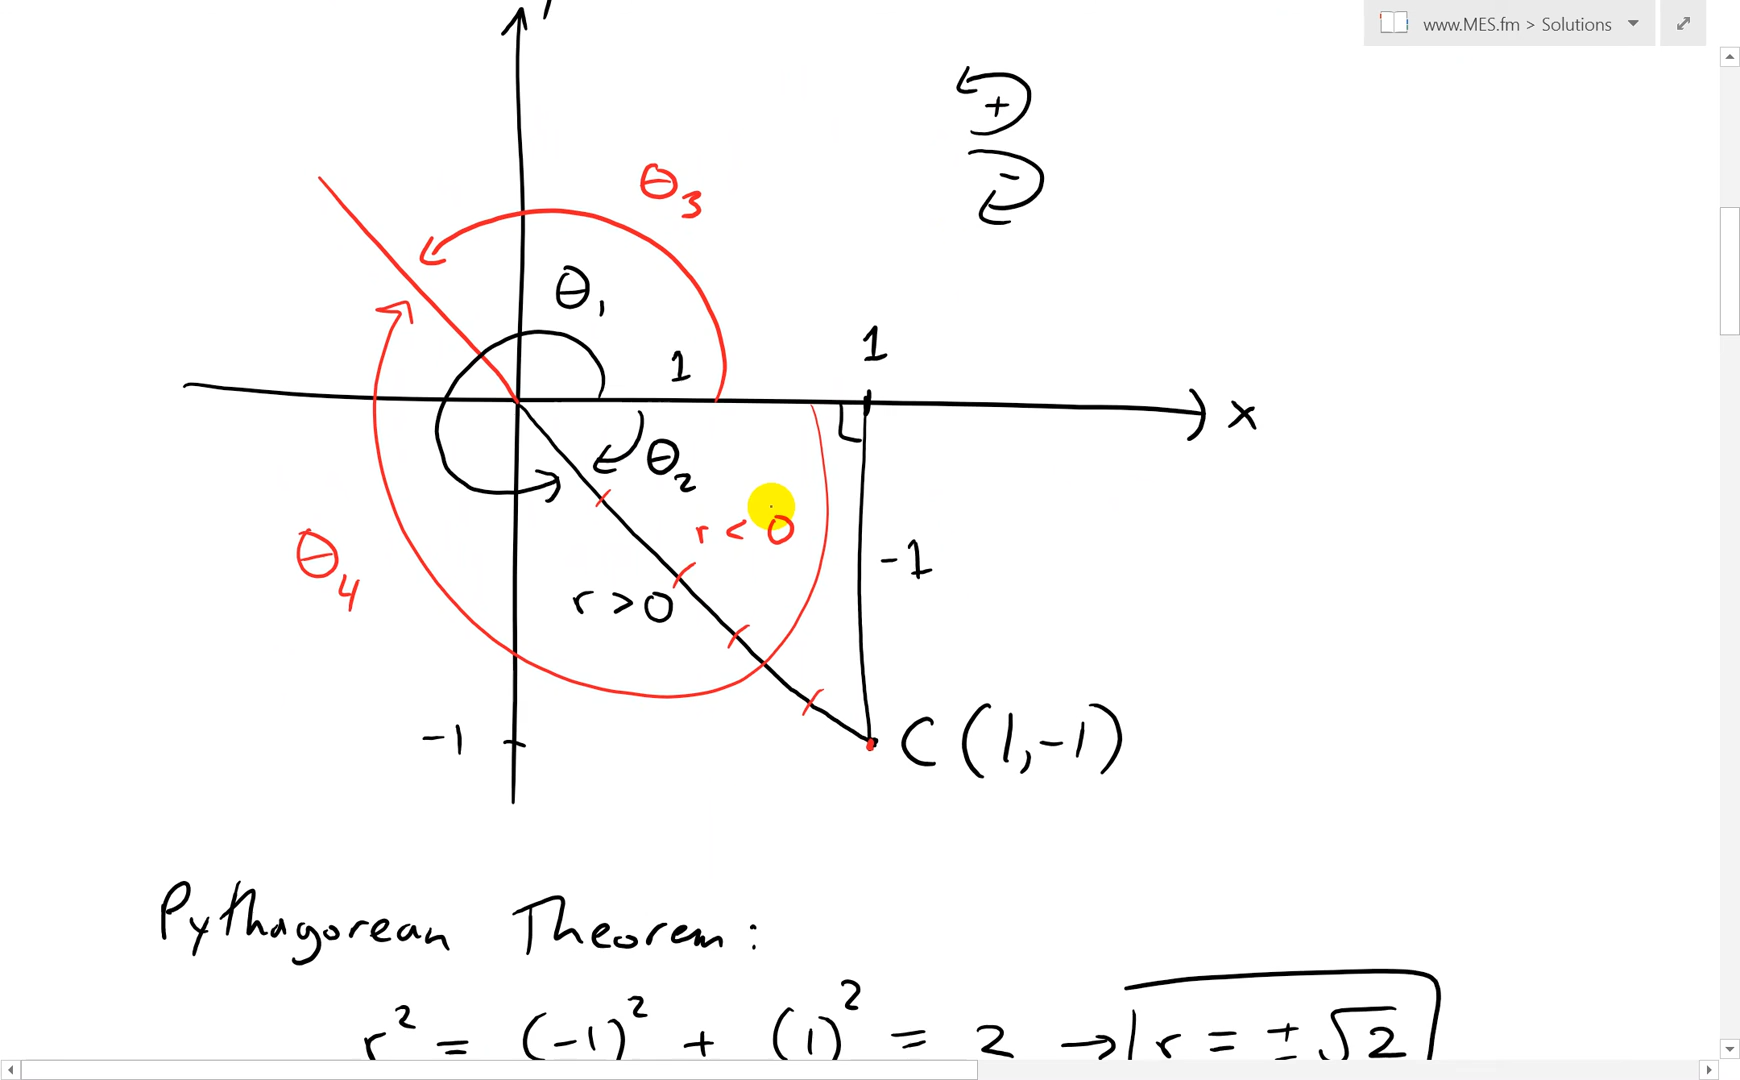 www.MES.fm > Solutions
+
-
θ₃
θ₁
1
1
x
θ₂
r < 0
-1
θ₄
r > 0
-1
C (1,-1)
Pythagorean Theorem:
r² = (-1)² + (1)² = 2 → r = ± √2